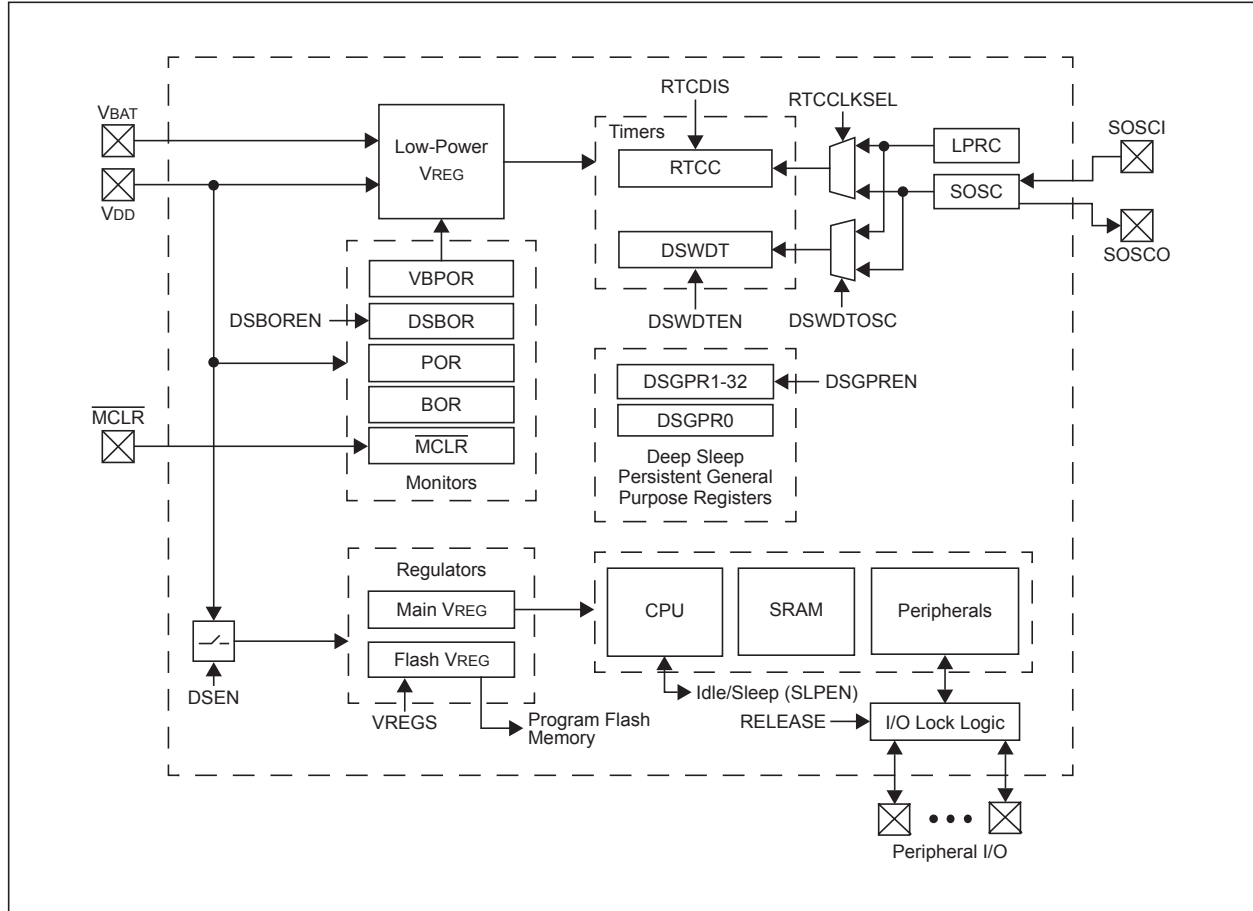 VBAT
VDD
Low-Power
VREG
RTCDIS
RTCCLKSEL
Timers
RTCC
LPRC
SOSC
SOSCI
SOSCO
DSWDT
DSWDTEN
DSWDTOSC
VBPOR
DSBOREN
DSBOR
POR
BOR
MCLR
MCLR
Monitors
DSGPR1-32
DSGPREN
DSGPR0
Deep Sleep
Persistent General
Purpose Registers
Regulators
Main VREG
Flash VREG
DSEN
VREGS
Program Flash
Memory
CPU
SRAM
Peripherals
Idle/Sleep (SLPEN)
RELEASE
I/O Lock Logic
Peripheral I/O